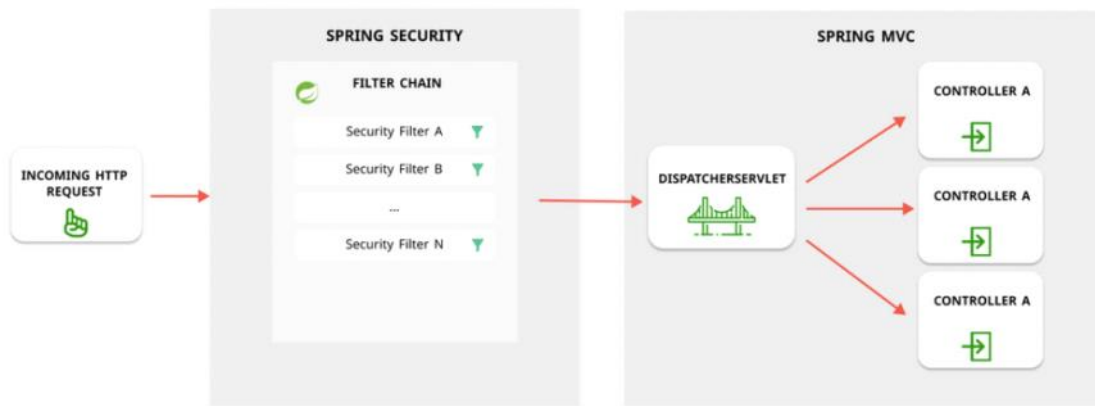 INCOMING HTTP
REQUEST
SPRING SECURITY
FILTER CHAIN
Security Filter A
Security Filter B
...
Security Filter N
SPRING MVC
DISPATCHERSERVLET
CONTROLLER A
CONTROLLER A
CONTROLLER A